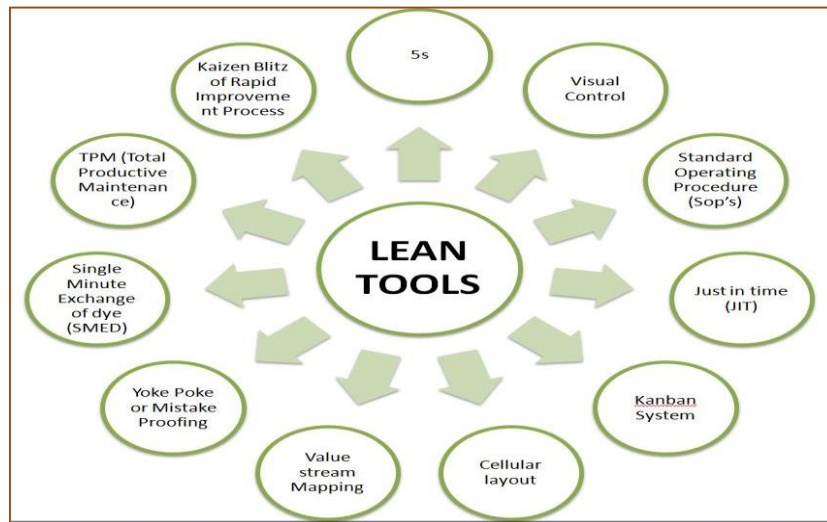 5s
Visual
Control
Standard
Operating
Procedure
(Sop's)
Just in time
(JIT)
Kanban
System
Cellular
layout
Value
stream
Mapping
Yoke Poke
or Mistake
Proofing
Single
Minute
Exchange
of dye
(SMED)
TPM (Total
Productive
Maintenan
ce)
Kaizen Blitz
of Rapid
Improveme
nt Process
LEAN
TOOLS